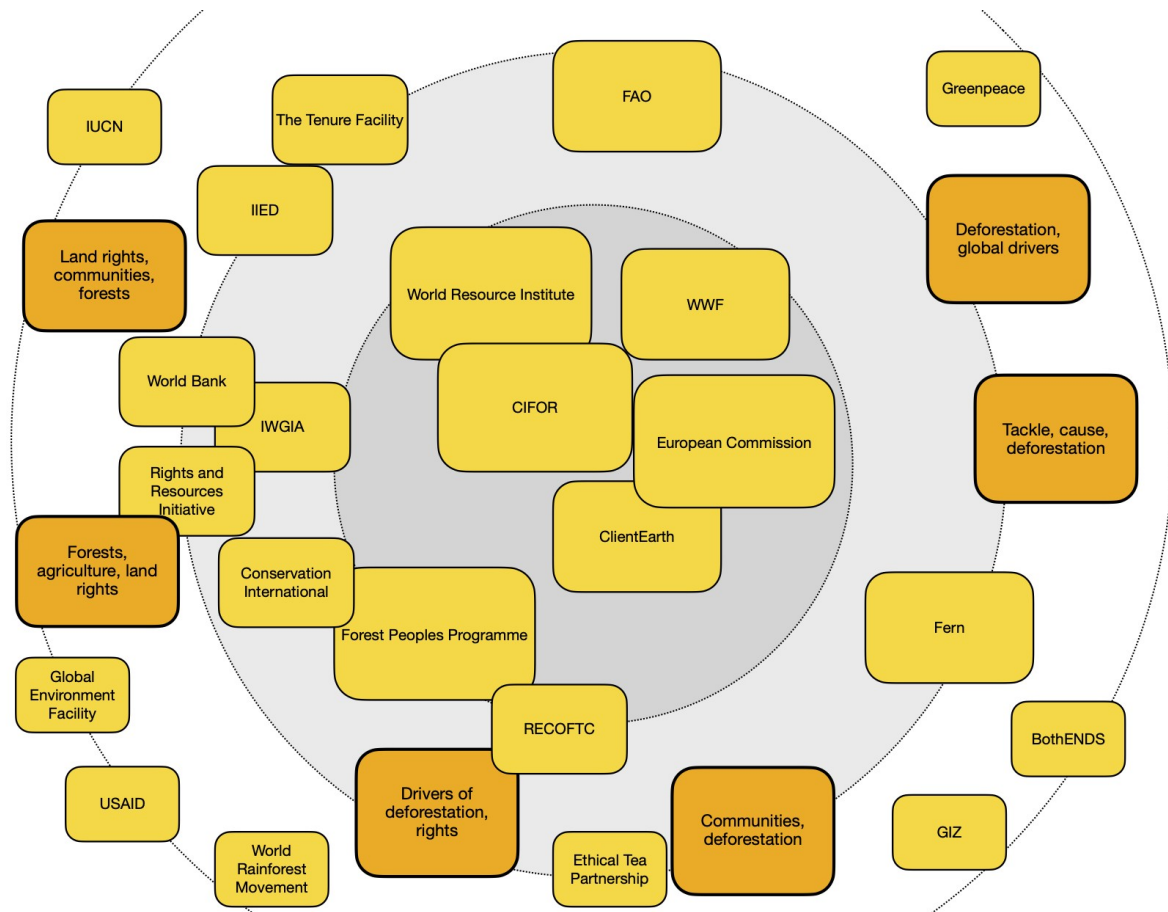 FAO
Greenpeace
The Tenure Facility
IUCN
IIED
Deforestation,
global drivers
Land rights,
communities,
forests
World Resource Institute
WWF
World Bank
CIFOR
IWGIA
European Commission
Tackle, cause,
deforestation
Rights and
Resources
Initiative
ClientEarth
Forests,
agriculture, land
rights
Conservation
International
Forest Peoples Programme
Fern
Global
Environment
Facility
RECOFTC
BothENDS
USAID
Drivers of
deforestation,
rights
Communities,
deforestation
GIZ
World
Rainforest
Movement
Ethical Tea
Partnership